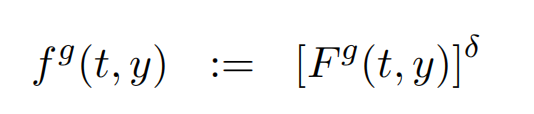 f^g(t, y) := [F^g(t, y)]^δ